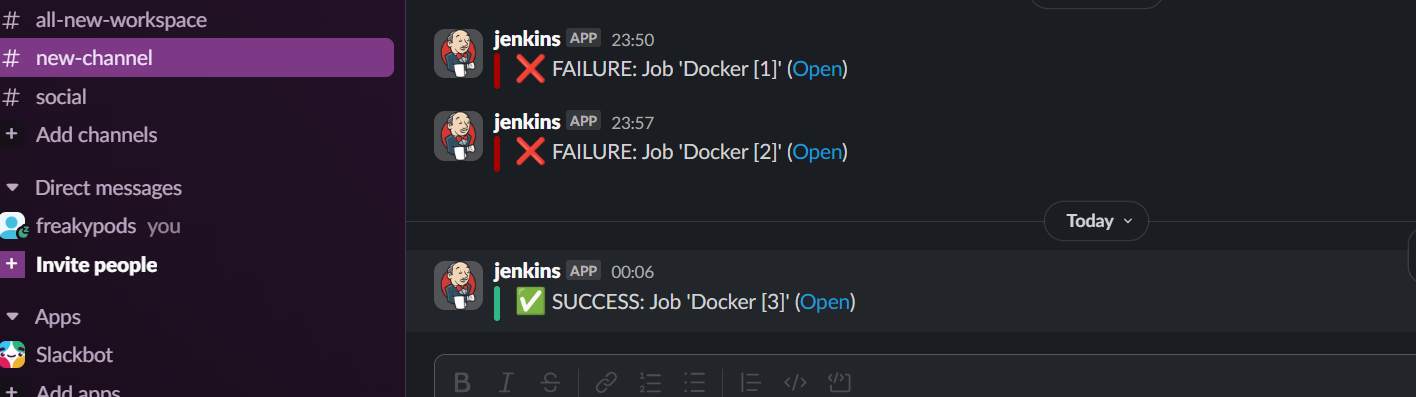 # all-new-workspace
# new-channel
# social
+ Add channels
Direct messages
freakypods you
+ Invite people
Apps
Slackbot
+ Add apps
jenkins APP 23:50
❌ FAILURE: Job 'Docker [1]' (Open)
jenkins APP 23:57
❌ FAILURE: Job 'Docker [2]' (Open)
Today
jenkins APP 00:06
✅ SUCCESS: Job 'Docker [3]' (Open)
B I S